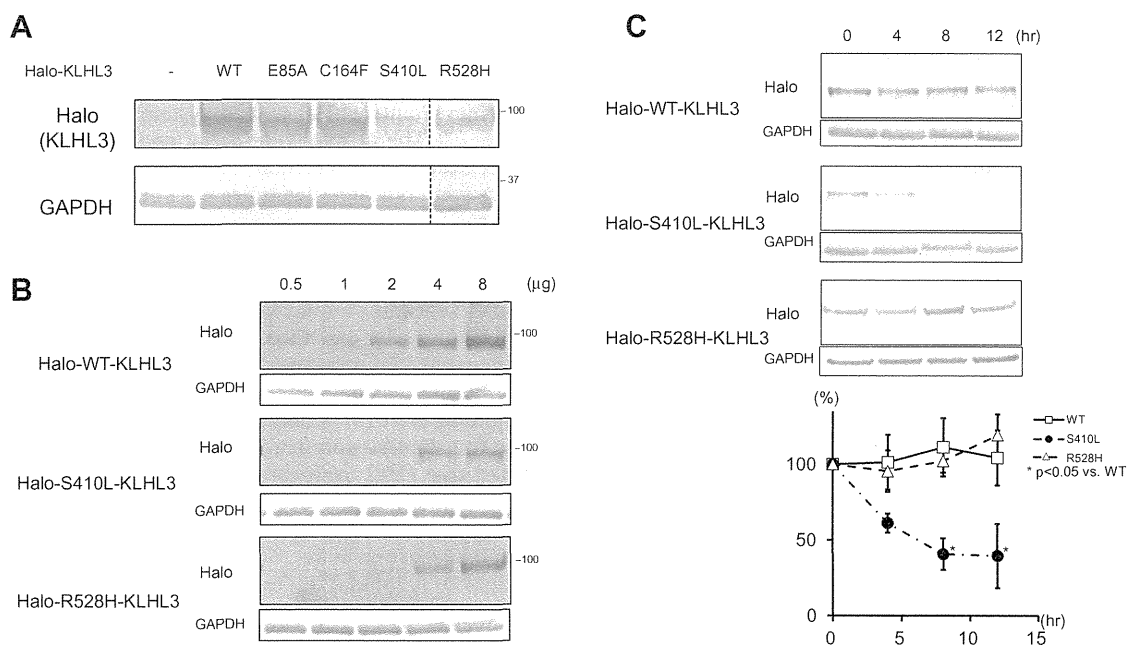 A
Halo-KLHL3 - WT E85A C164F S410L R528H
Halo
(KLHL3)
-100
GAPDH
-37
B
0.5 1 2 4 8 (μg)
Halo-WT-KLHL3
Halo
-100
GAPDH
Halo-S410L-KLHL3
Halo
-100
GAPDH
Halo-R528H-KLHL3
Halo
-100
GAPDH
C
0 4 8 12 (hr)
Halo-WT-KLHL3
Halo
GAPDH
Halo-S410L-KLHL3
Halo
GAPDH
Halo-R528H-KLHL3
Halo
GAPDH
(%)
100
50
0
0 5 10 15
(hr)
* *
WT
S410L
R528H
* p<0.05 vs. WT